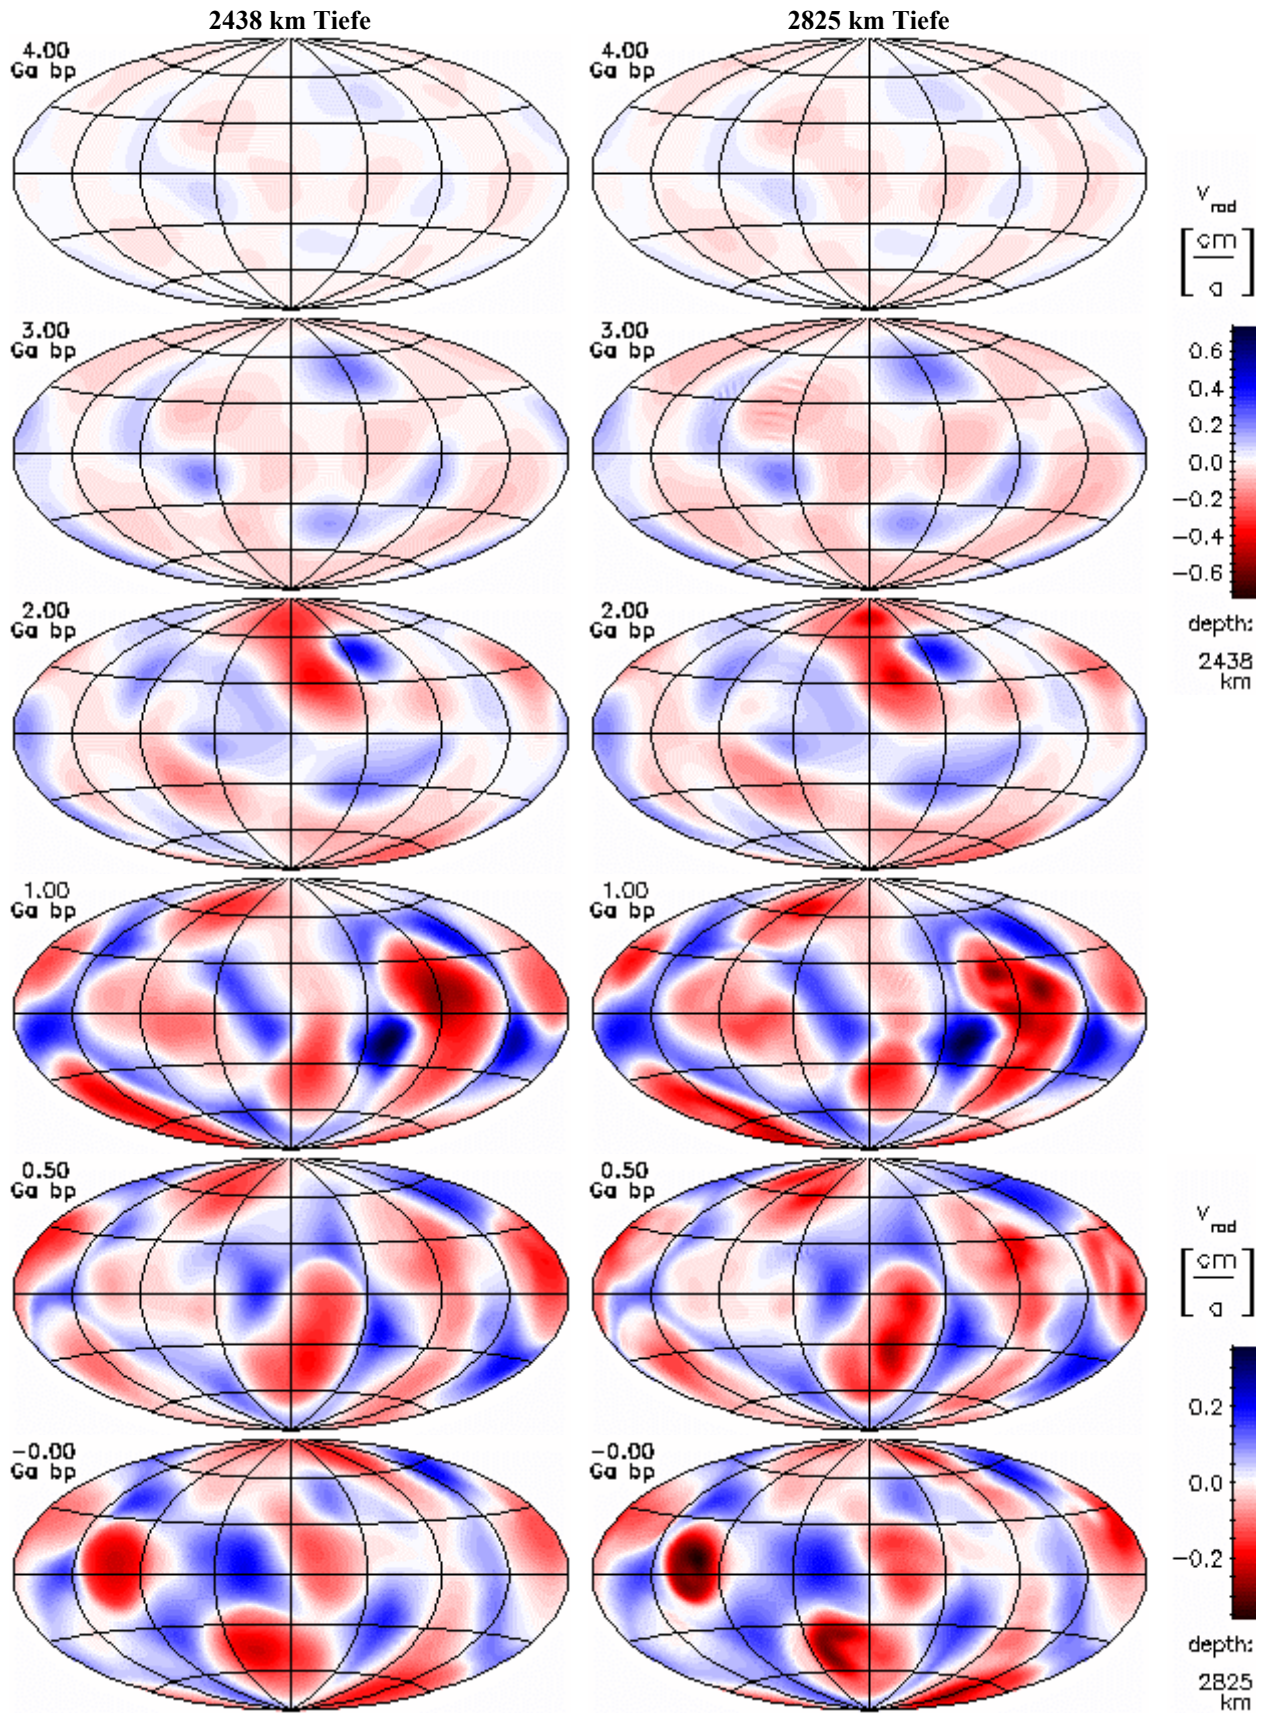 2438 km Tiefe 2825 km Tiefe
4.00 4.00
Ga bp Ga bp
v rad
[cm
a]
3.00 3.00
Ga bp Ga bp
0.6
0.4
0.2
0.0
−0.2
−0.4
−0.6
2.00 2.00
Ga bp Ga bp
depth:
2438
km
1.00 1.00
Ga bp Ga bp
0.50 0.50
Ga bp Ga bp
v rad
[cm
a]
0.2
0.0
−0.2
−0.00 −0.00
Ga bp Ga bp
depth:
2825
km